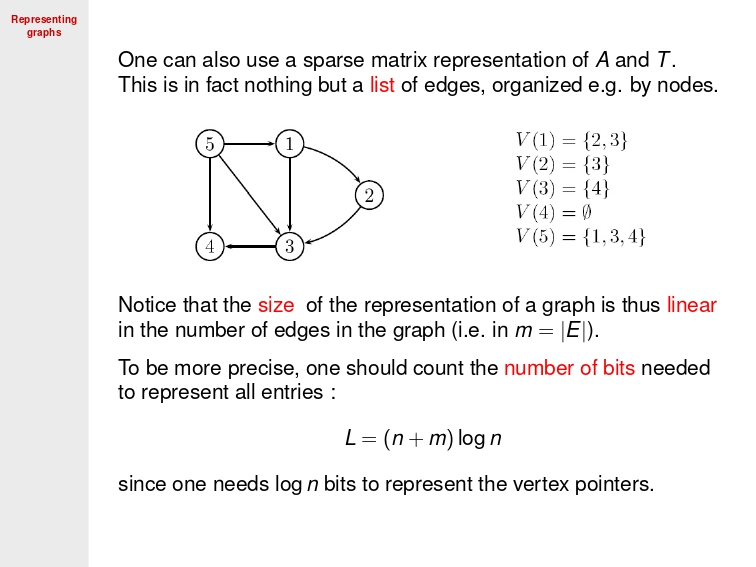 Representing
graphs
One can also use a sparse matrix representation of A and T.
This is in fact nothing but a list of edges, organized e.g. by nodes.
5
1
2
4
3
V(1) = {2, 3}
V(2) = {3}
V(3) = {4}
V(4) = ∅
V(5) = {1, 3, 4}
Notice that the size of the representation of a graph is thus linear
in the number of edges in the graph (i.e. in m = |E|).
To be more precise, one should count the number of bits needed
to represent all entries :
L = (n + m) log n
since one needs log n bits to represent the vertex pointers.